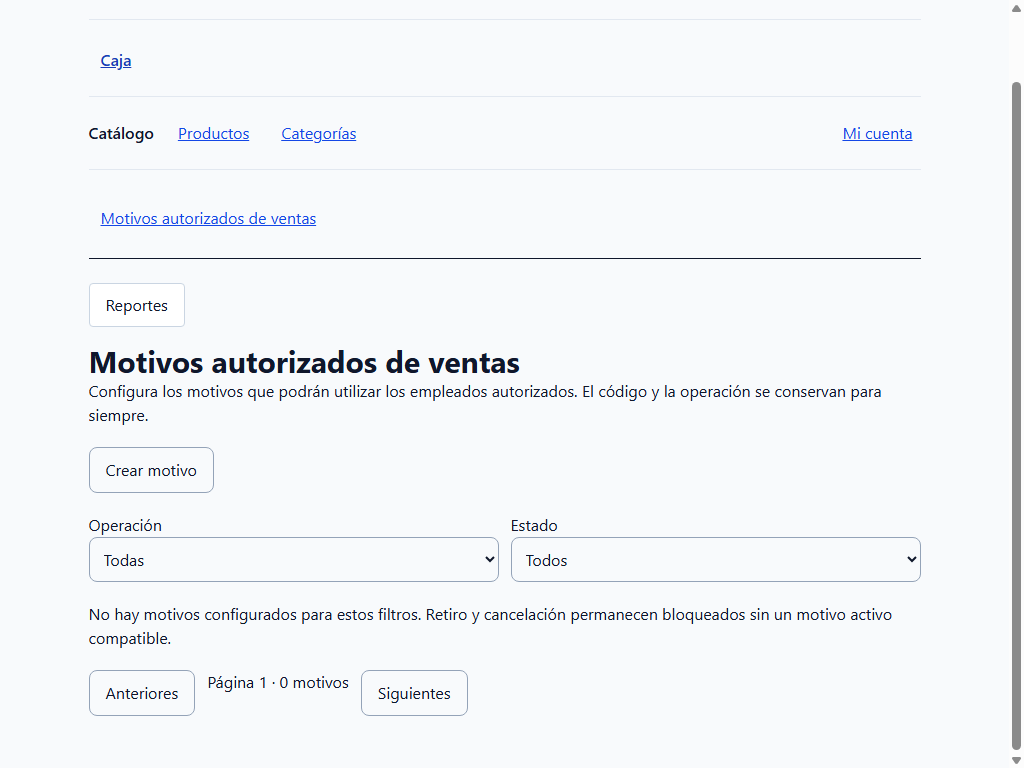 Caja
Catálogo Productos Categorías Mi cuenta
Motivos autorizados de ventas
Reportes
Motivos autorizados de ventas
Configura los motivos que podrán utilizar los empleados autorizados. El código y la operación se conservan para
siempre.
Crear motivo
Operación Estado
Todas Todos
No hay motivos configurados para estos filtros. Retiro y cancelación permanecen bloqueados sin un motivo activo
compatible.
Anteriores Página 1 · 0 motivos Siguientes